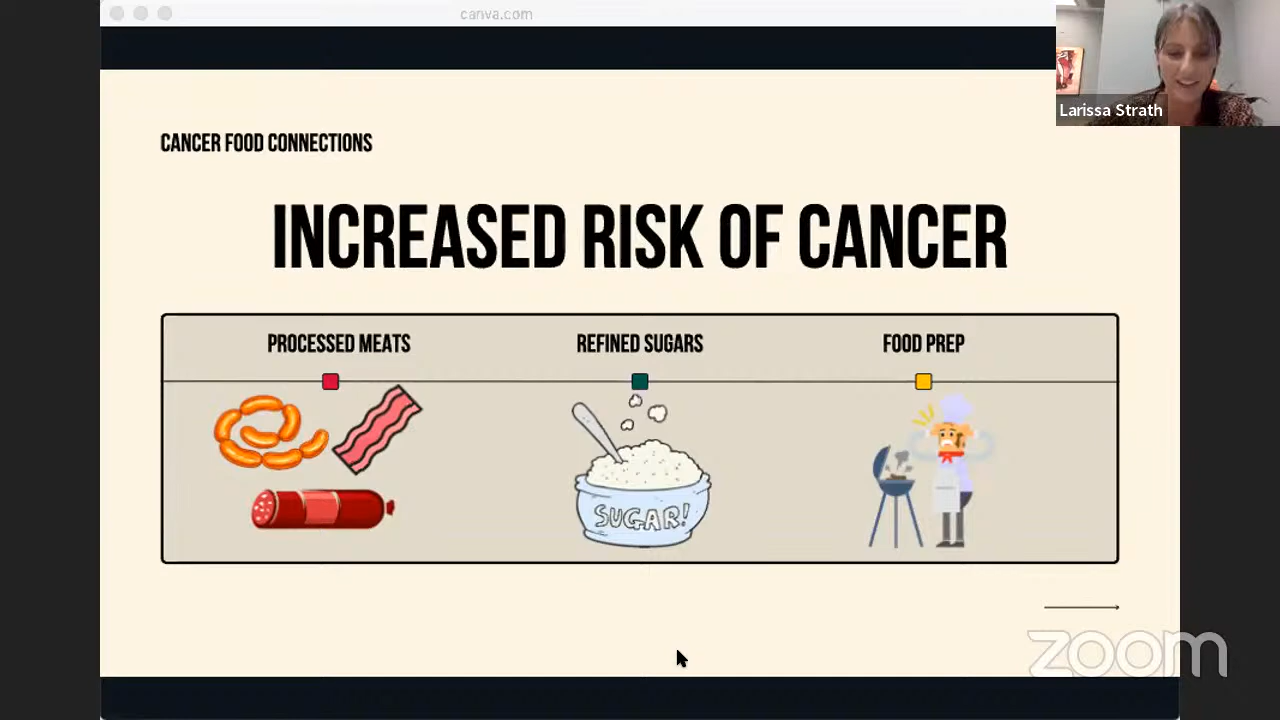 canva.com
Larissa Strath
CANCER FOOD CONNECTIONS
INCREASED RISK OF CANCER
PROCESSED MEATS
REFINED SUGARS
FOOD PREP
SUGAR!
zoom